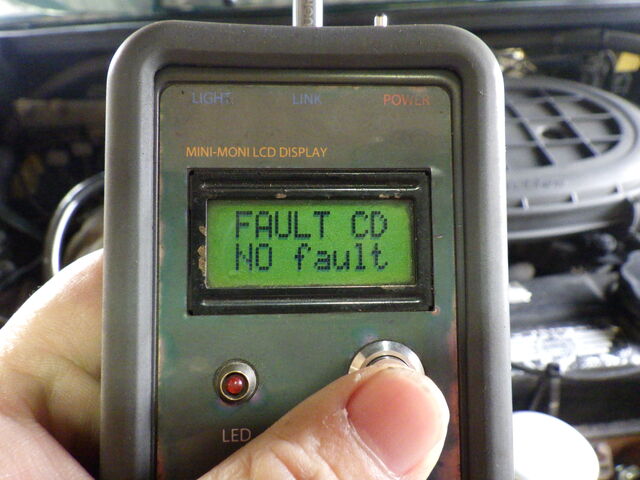 LIGHT LINK POWER
MINI-MONI LCD DISPLAY
FAULT CD
NO fault
LED